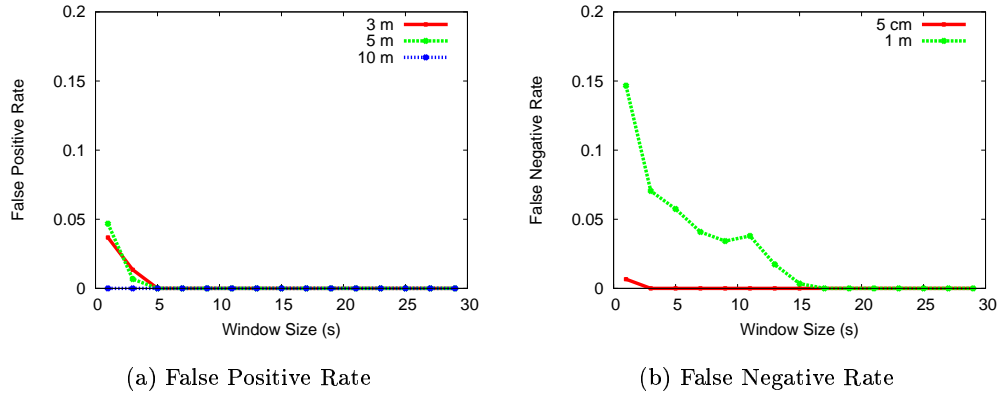 0.2
0.15
0.1
0.05
0
0 5 10 15 20 25 30
False Positive Rate
Window Size (s)
3 m
5 m
10 m
(a) False Positive Rate
0.2
0.15
0.1
0.05
0
0 5 10 15 20 25 30
False Negative Rate
Window Size (s)
5 cm
1 m
(b) False Negative Rate